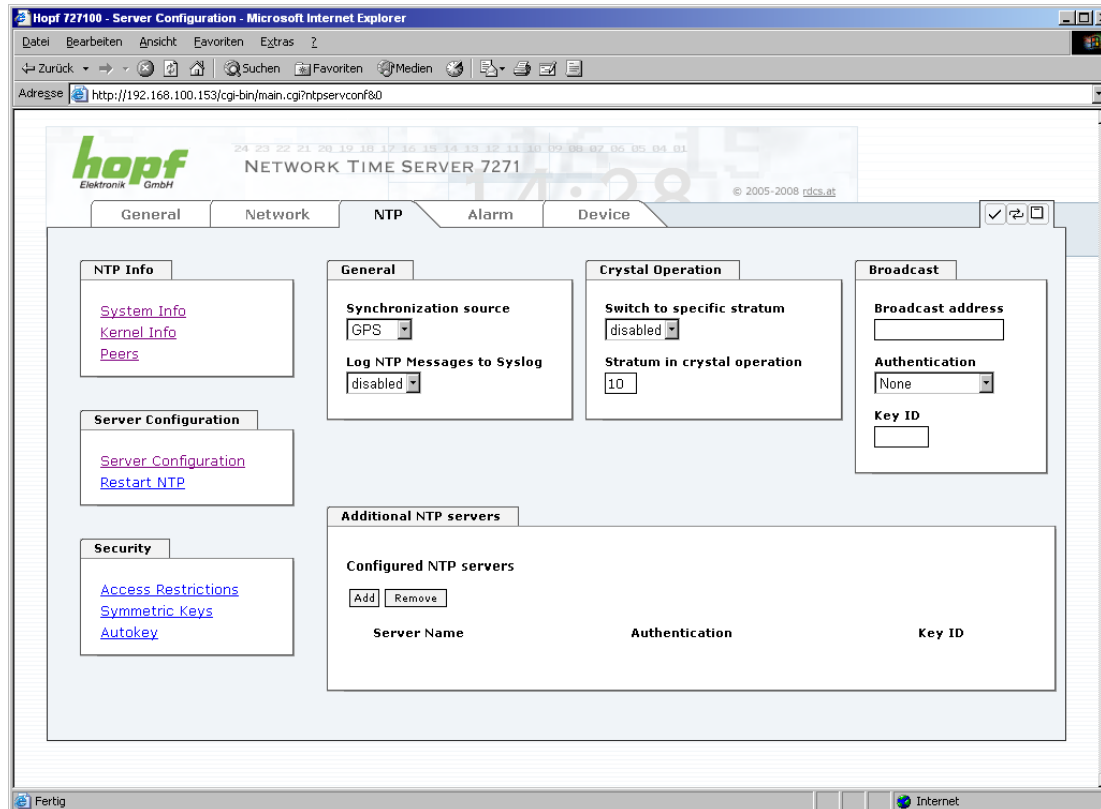 Hopf 727100 - Server Configuration - Microsoft Internet Explorer
Datei Bearbeiten Ansicht Favoriten Extras ?
Zurück Suchen Favoriten Medien
Adresse http://192.168.100.153/cgi-bin/main.cgi?ntpservconf&0
hopf
Elektronik GmbH
24 23 22 21 20 19 18 17 16 15 14 13 12 11 10 09 08 07 06 05 04 01
NETWORK TIME SERVER 7271
14:28
© 2005-2008 rdcs.at
General Network NTP Alarm Device
NTP Info
System Info
Kernel Info
Peers
Server Configuration
Server Configuration
Restart NTP
Security
Access Restrictions
Symmetric Keys
Autokey
General
Synchronization source
GPS
Log NTP Messages to Syslog
disabled
Crystal Operation
Switch to specific stratum
disabled
Stratum in crystal operation
10
Broadcast
Broadcast address
Authentication
None
Key ID
Additional NTP servers
Configured NTP servers
Add Remove
Server Name Authentication Key ID
Fertig Internet